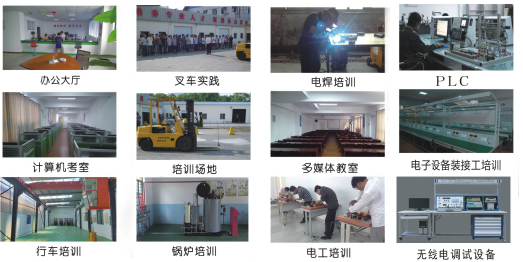 办公大厅
叉车实践
电焊培训
PLC
计算机考室
培训场地
多媒体教室
电子设备装接工培训
行车培训
锅炉培训
电工培训
无线电调试设备